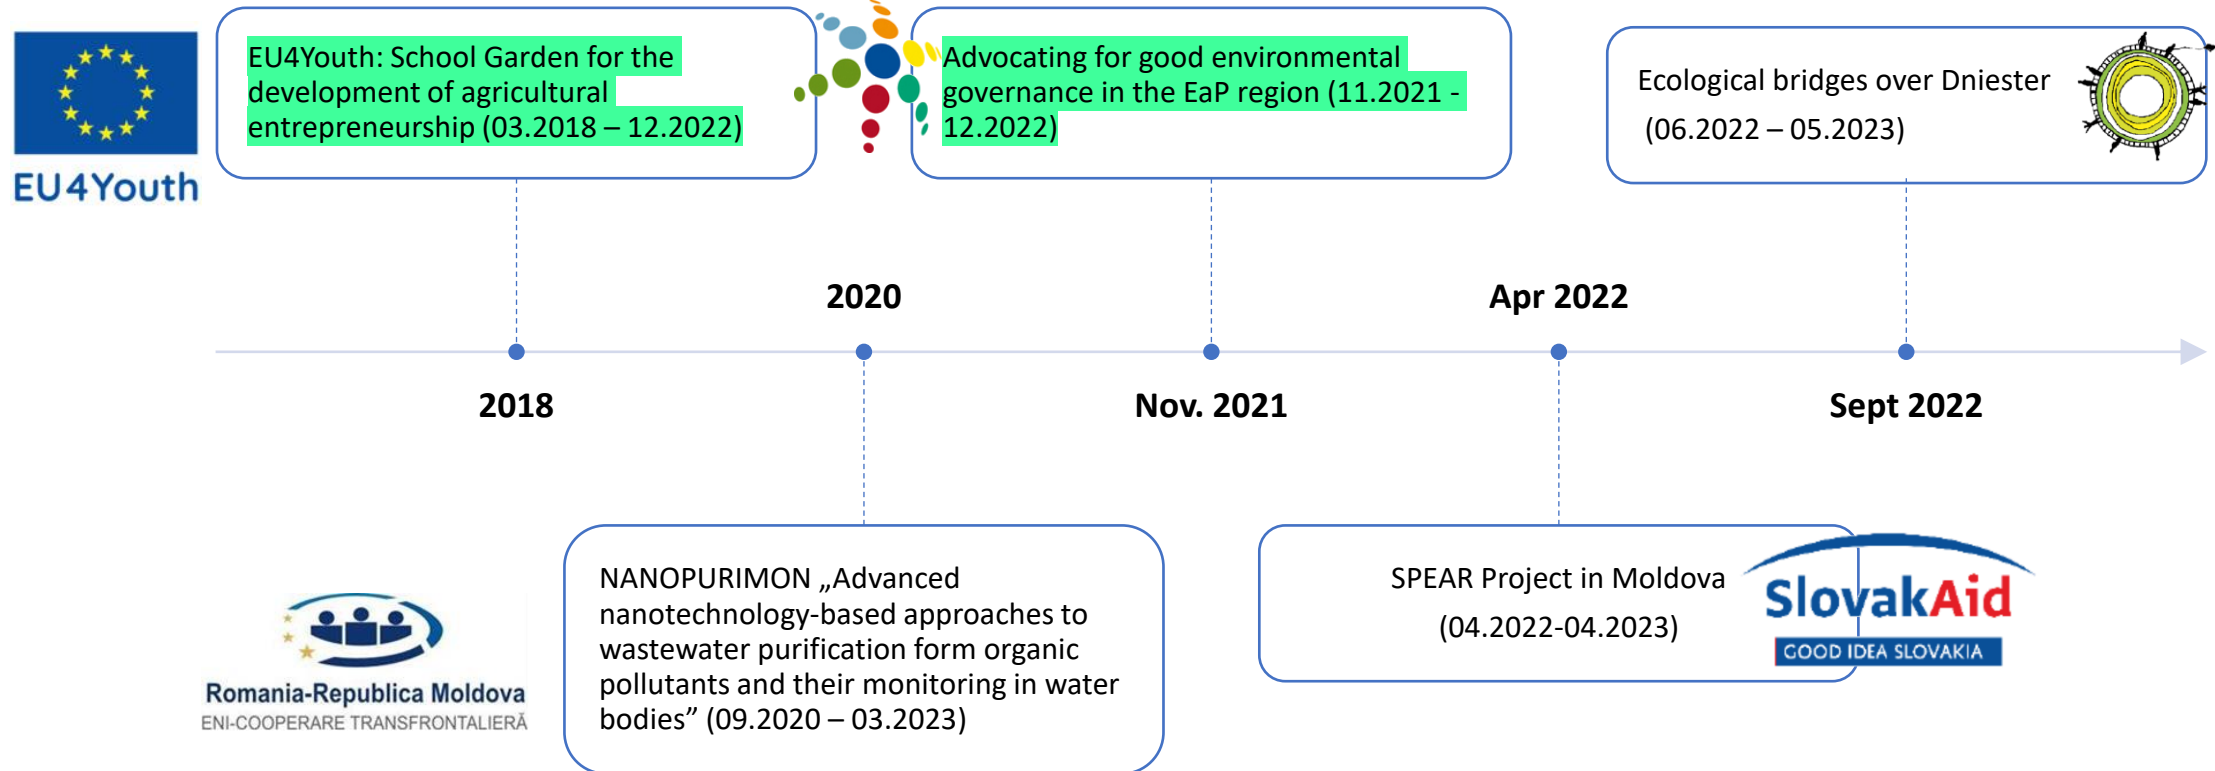 EU4Youth
EU4Youth: School Garden for the
development of agricultural
entrepreneurship (03.2018 – 12.2022)
Advocating for good environmental
governance in the EaP region (11.2021 -
12.2022)
Ecological bridges over Dniester
(06.2022 – 05.2023)
2020
Apr 2022
2018
Nov. 2021
Sept 2022
Romania-Republica Moldova
ENI-COOPERARE TRANSFRONTALIERĂ
NANOPURIMON „Advanced
nanotechnology-based approaches to
wastewater purification form organic
pollutants and their monitoring in water
bodies” (09.2020 – 03.2023)
SPEAR Project in Moldova
(04.2022-04.2023)
SlovakAid
GOOD IDEA SLOVAKIA